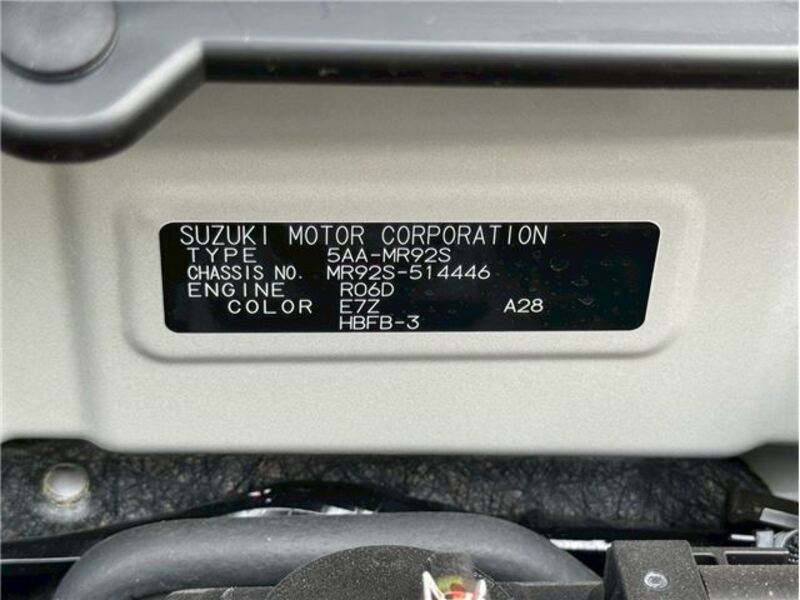 SUZUKI MOTOR CORPORATION
TYPE 5AA-MR92S
CHASSIS NO. MR92S-514446
ENGINE R06D
COLOR E7Z A28
HBFB-3